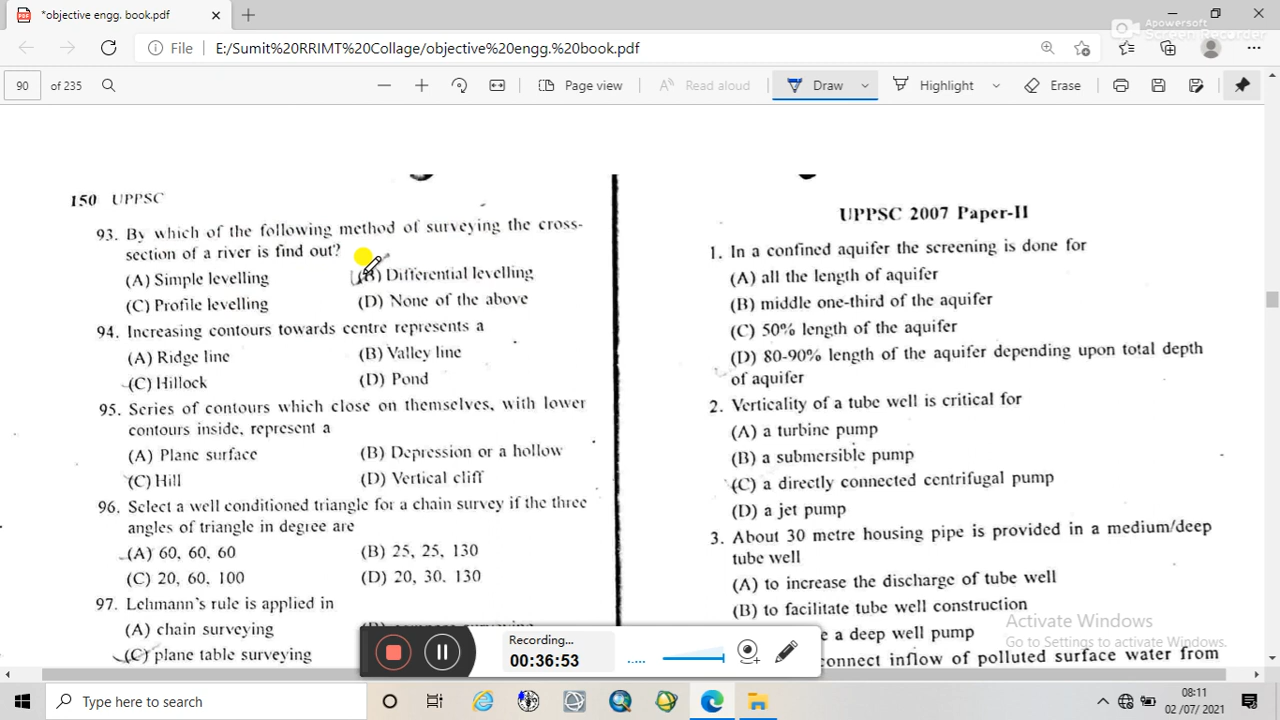 *objective engg. book.pdf
Apowersoft
Screen Recorder
File E:/Sumit%20RRIMT%20Collage/objective%20engg.%20book.pdf
90 of 235
Page view
Read aloud
Draw
Highlight
Erase
150 UPPSC
93. By which of the following method of surveying the cross-
section of a river is find out?
(A) Simple levelling
(B) Differential levelling
(C) Profile levelling
(D) None of the above
94. Increasing contours towards centre represents a
(A) Ridge line
(B) Valley line
(C) Hillock
(D) Pond
95. Series of contours which close on themselves, with lower
contours inside, represent a
(A) Plane surface
(B) Depression or a hollow
(C) Hill
(D) Vertical cliff
96. Select a well conditioned triangle for a chain survey if the three
angles of triangle in degree are
(A) 60, 60, 60
(B) 25, 25, 130
(C) 20, 60, 100
(D) 20, 30. 130
97. Lehmann's rule is applied in
(A) chain surveying
(C) plane table surveying
UPPSC 2007 Paper-II
1. In a confined aquifer the screening is done for
(A) all the length of aquifer
(B) middle one-third of the aquifer
(C) 50% length of the aquifer
(D) 80-90% length of the aquifer depending upon total depth
of aquifer
2. Verticality of a tube well is critical for
(A) a turbine pump
(B) a submersible pump
(C) a directly connected centrifugal pump
(D) a jet pump
3. About 30 metre housing pipe is provided in a medium/deep
tube well
(A) to increase the discharge of tube well
(B) to facilitate tube well construction
a deep well pump
connect inflow of polluted surface water from
Activate Windows
Go to Settings to activate Windows.
Recording...
00:36:53
Type here to search
08:11
02/07/2021